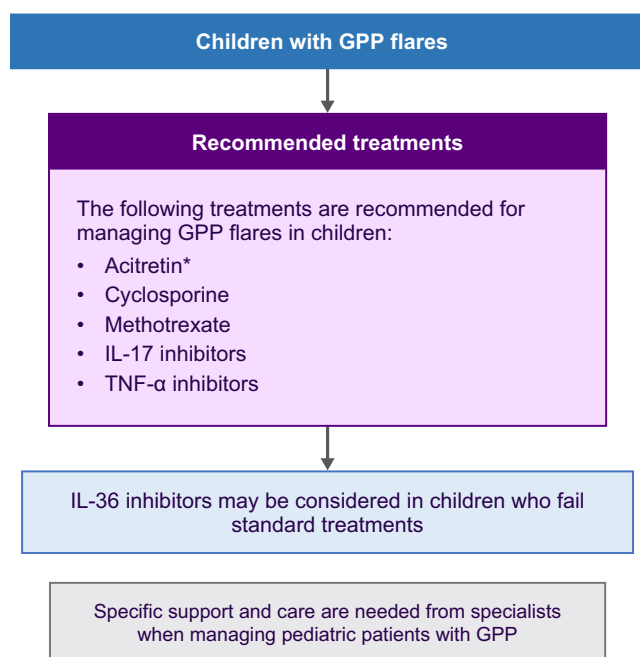 Children with GPP flares
Recommended treatments
The following treatments are recommended for
managing GPP flares in children:
• Acitretin*
• Cyclosporine
• Methotrexate
• IL-17 inhibitors
• TNF-α inhibitors
IL-36 inhibitors may be considered in children who fail
standard treatments
Specific support and care are needed from specialists
when managing pediatric patients with GPP